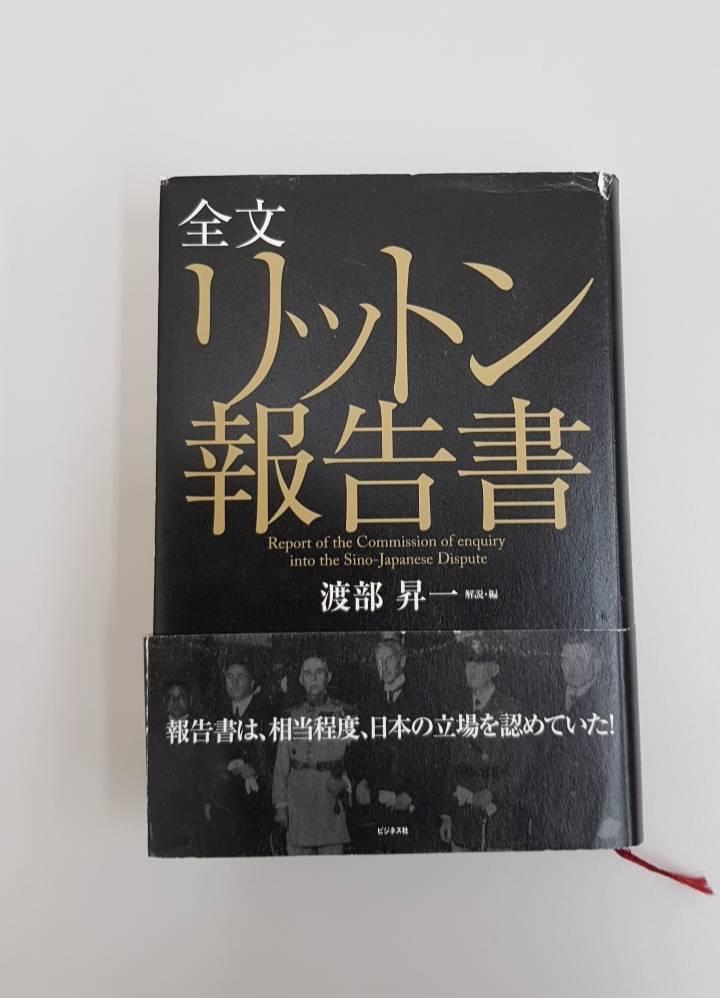 全文
リットン
報告書
Report of the Commission of enquiry
into the Sino-Japanese Dispute
渡部 昇一 解説・編
報告書は、相当程度、日本の立場を認めていた!
ビジネス社